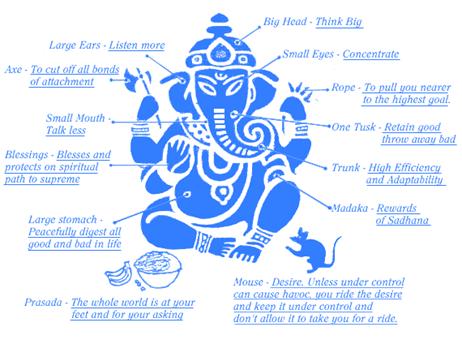 Big Head - Think Big
Large Ears - Listen more
Small Eyes - Concentrate
Axe - To cut off all bonds
of attachment
Rope - To pull you nearer
to the highest goal.
Small Mouth -
Talk less
One Tusk - Retain good
throw away bad
Blessings - Blesses and
protects on spiritual
path to supreme
Trunk - High Efficiency
and Adaptability
Madaka - Rewards
of Sadhana
Large stomach -
Peacefully digest all
good and bad in life
Prasada - The whole world is at your
feet and for your asking
Mouse - Desire. Unless under control
can cause havoc, you ride the desire
and keep it under control and
don't allow it to take you for a ride.